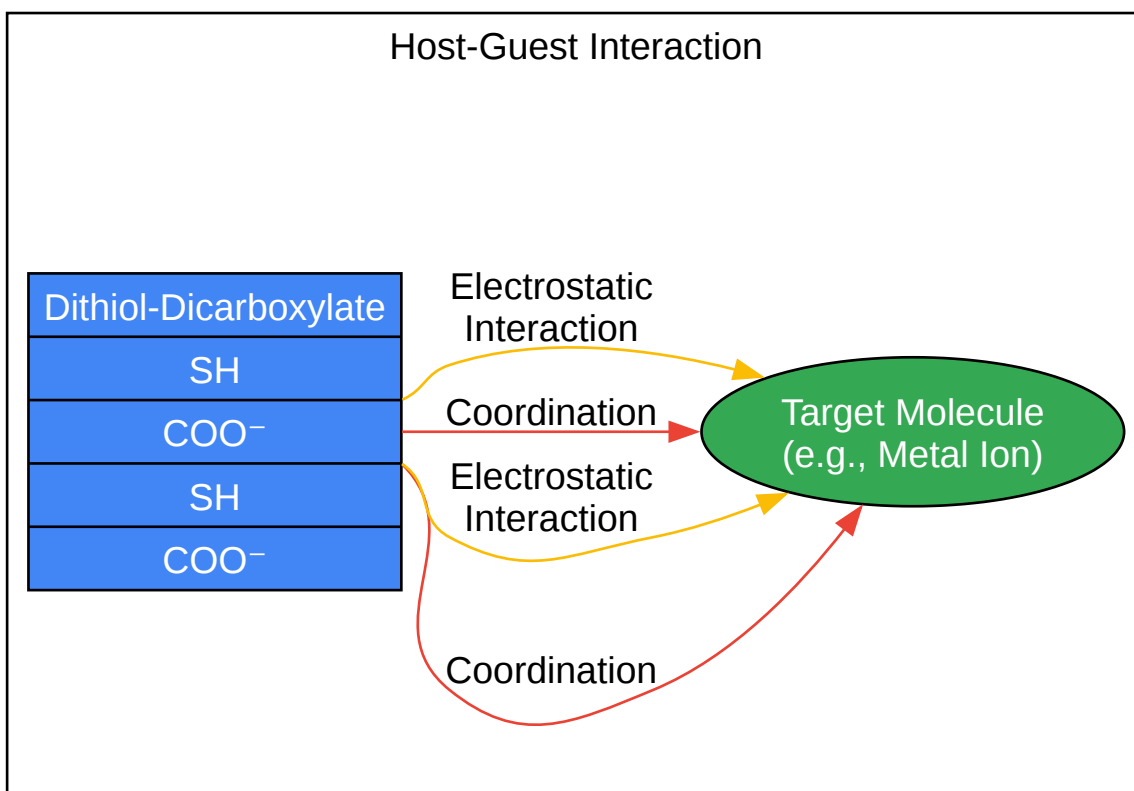 Host-Guest Interaction
Dithiol-Dicarboxylate
SH
COO⁻
SH
COO⁻
Electrostatic
Interaction
Coordination
Electrostatic
Interaction
Coordination
Target Molecule
(e.g., Metal Ion)